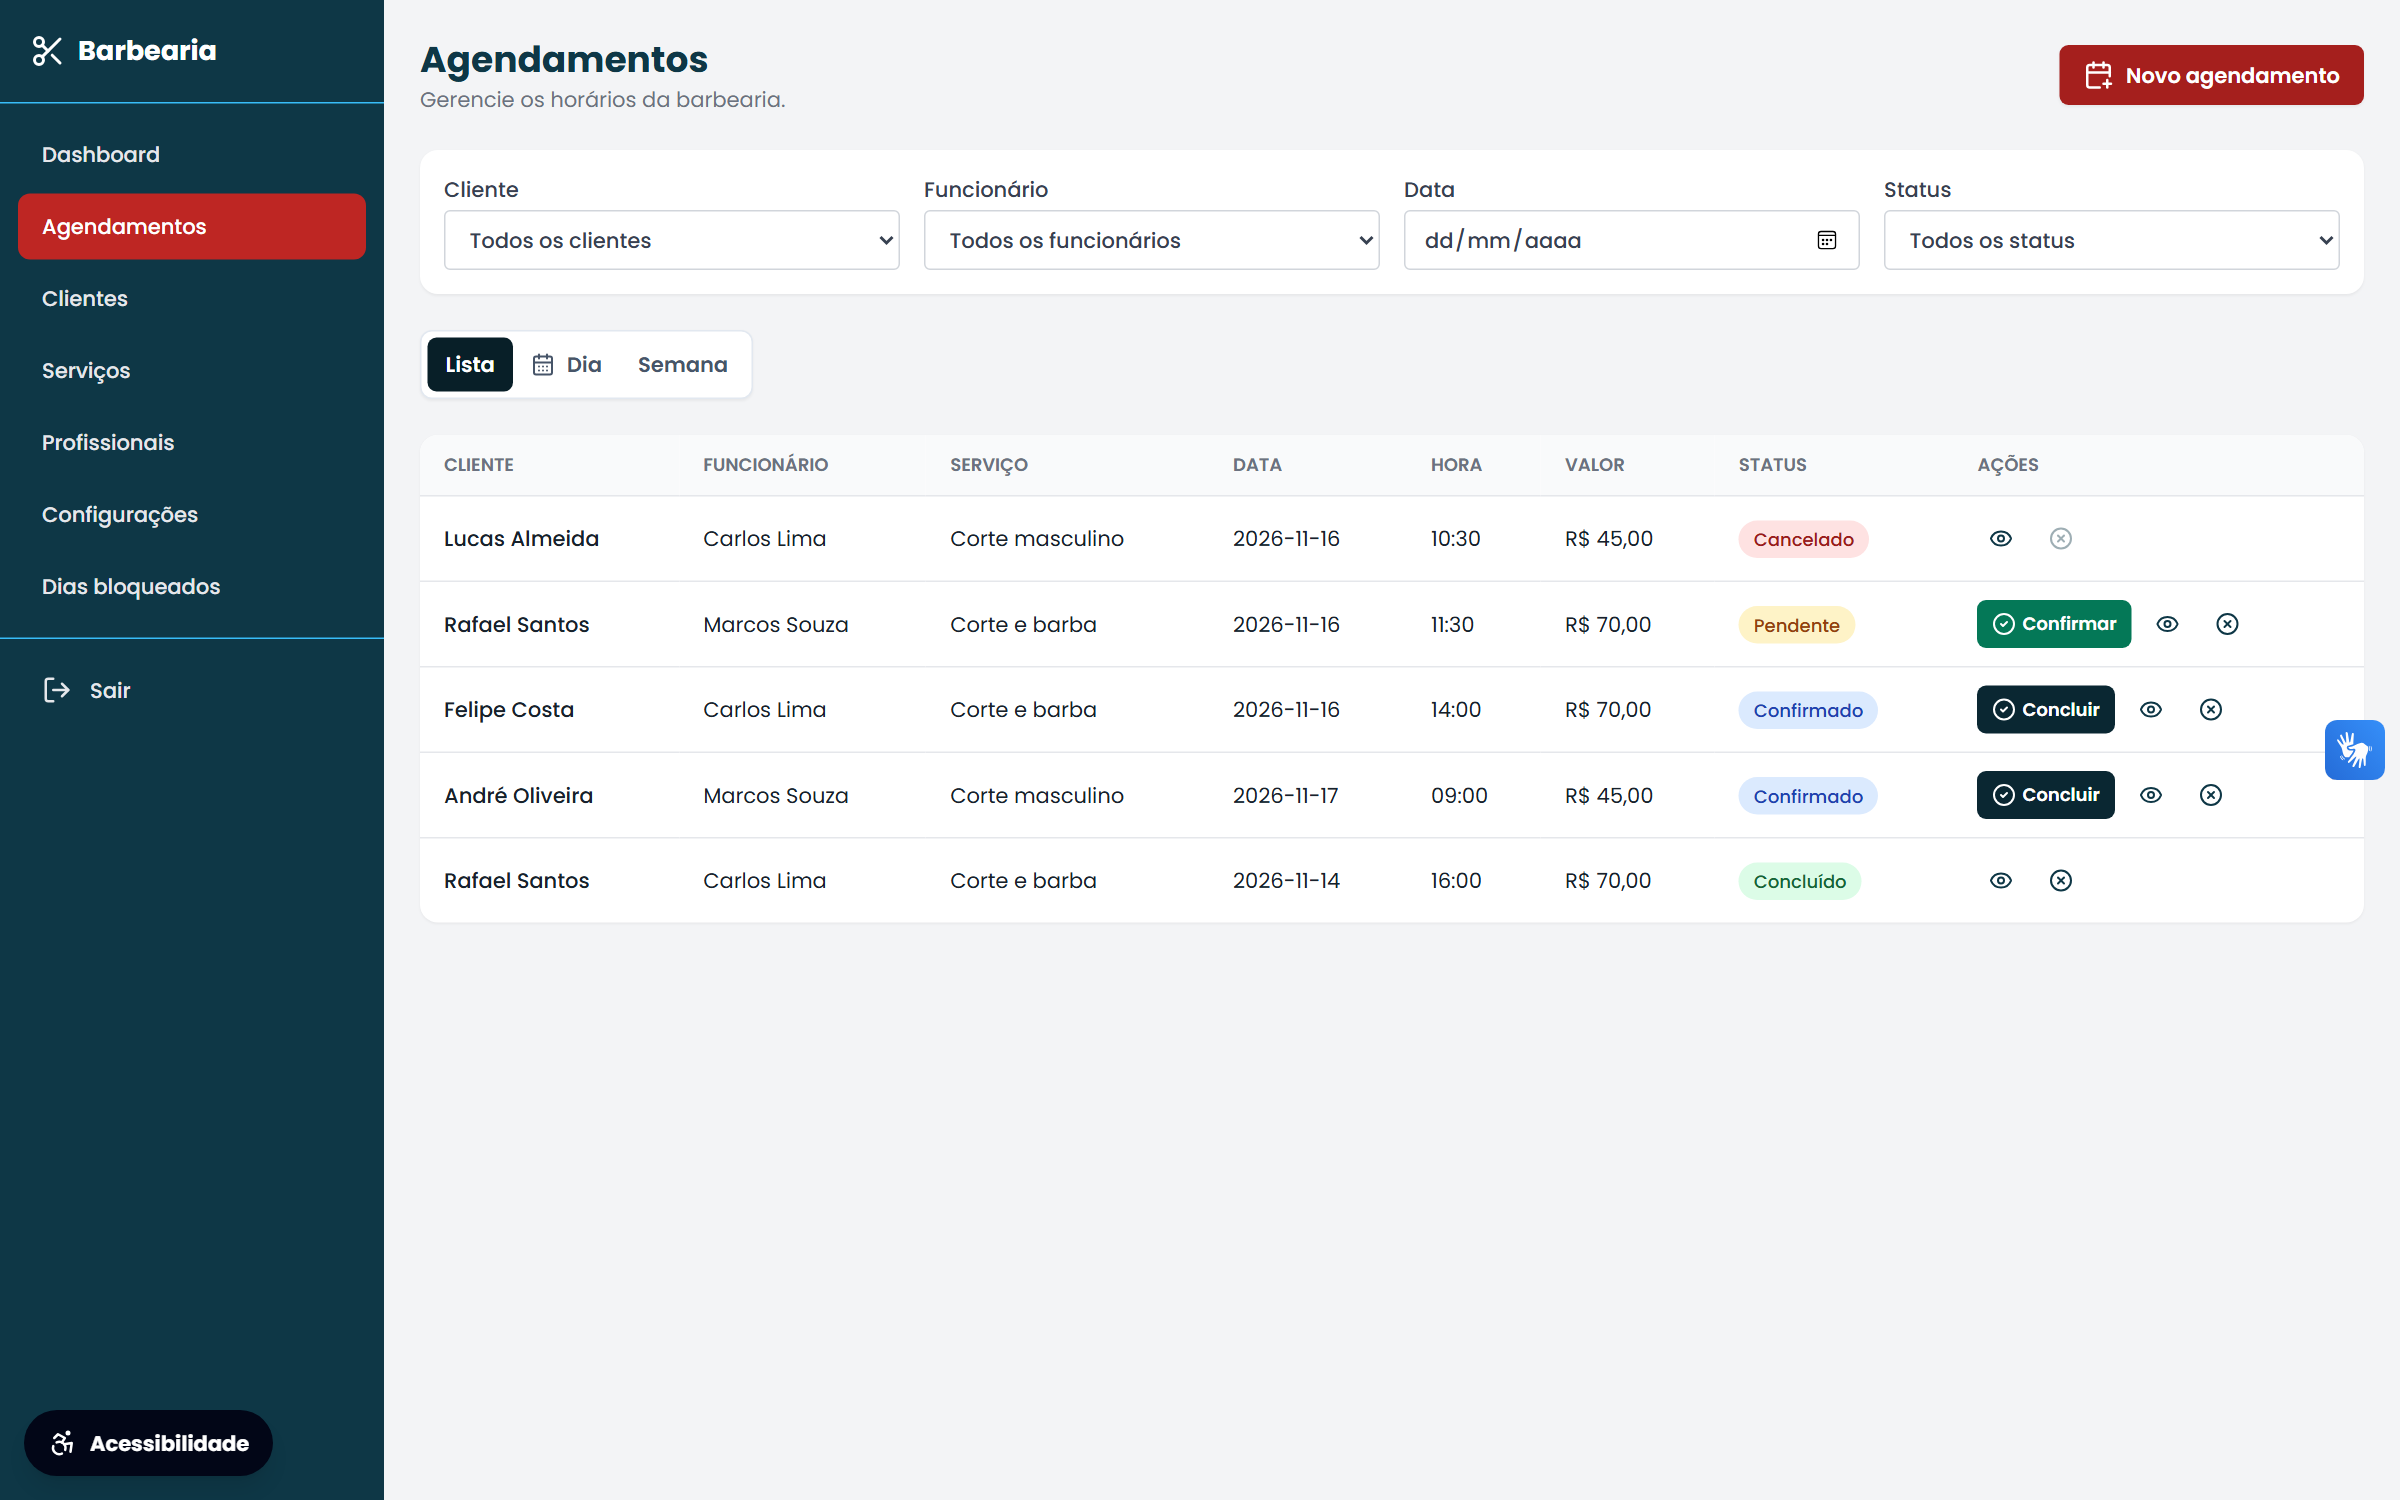 Barbearia
Dashboard
Agendamentos
Clientes
Serviços
Profissionais
Configurações
Dias bloqueados
Sair
Acessibilidade
Agendamentos
Gerencie os horários da barbearia.
Novo agendamento
Cliente Funcionário Data Status
Todos os clientes Todos os funcionários dd/mm/aaaa Todos os status
Lista Dia Semana
CLIENTE FUNCIONÁRIO SERVIÇO DATA HORA VALOR STATUS AÇÕES
Lucas Almeida Carlos Lima Corte masculino 2026-11-16 10:30 R$ 45,00 Cancelado
Rafael Santos Marcos Souza Corte e barba 2026-11-16 11:30 R$ 70,00 Pendente Confirmar
Felipe Costa Carlos Lima Corte e barba 2026-11-16 14:00 R$ 70,00 Confirmado Concluir
André Oliveira Marcos Souza Corte masculino 2026-11-17 09:00 R$ 45,00 Confirmado Concluir
Rafael Santos Carlos Lima Corte e barba 2026-11-14 16:00 R$ 70,00 Concluído